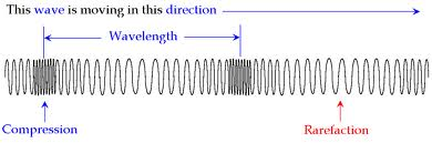 This wave is moving in this direction
Wavelength
Compression
Rarefaction